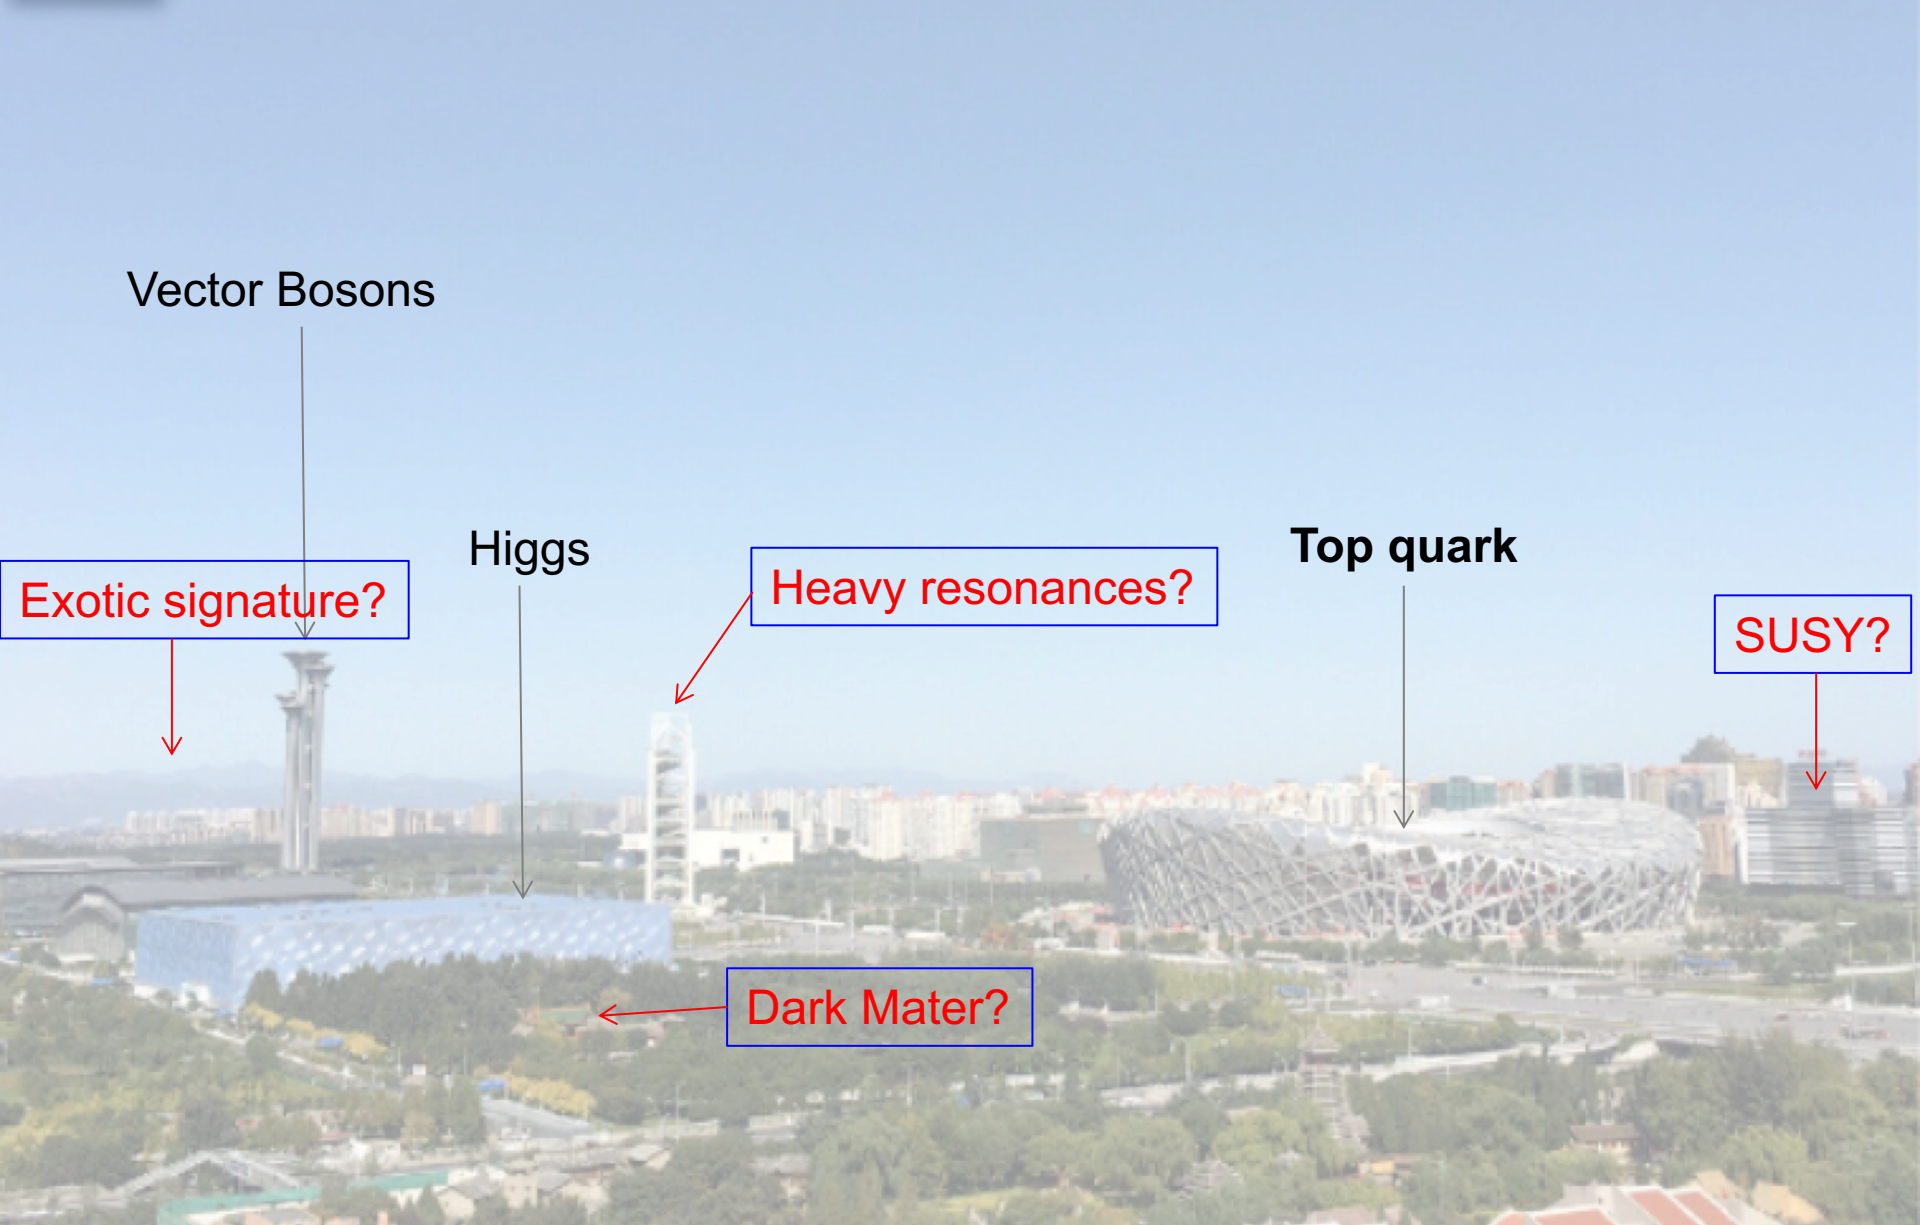 Vector Bosons
Higgs
Top quark
Exotic signature?
Heavy resonances?
SUSY?
Dark Mater?